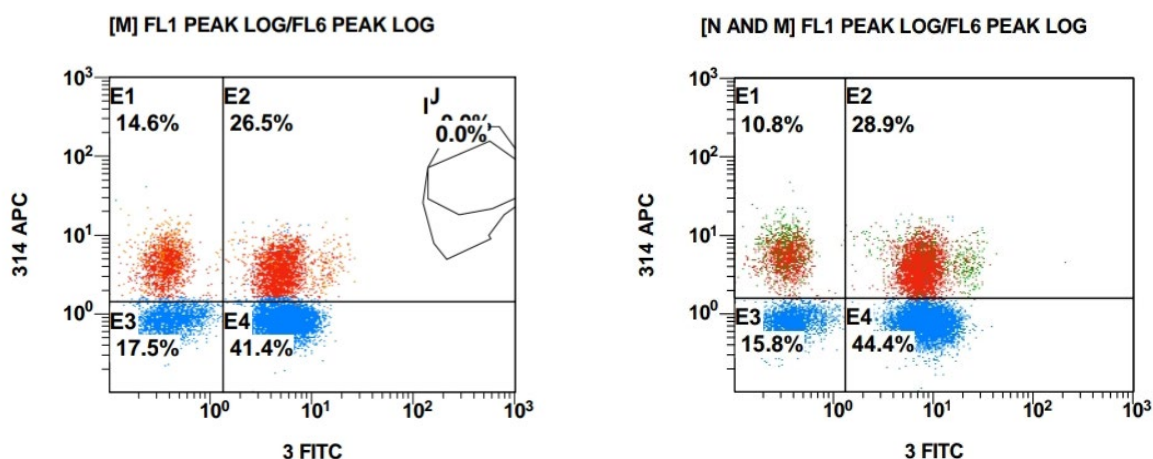 [M] FL1 PEAK LOG/FL6 PEAK LOG
10³
10²
10¹
10⁰
314 APC
E1
14.6%
E2
26.5%
IJ
0.0%
E3
17.5%
E4
41.4%
10⁰ 10¹ 10² 10³
3 FITC
[N AND M] FL1 PEAK LOG/FL6 PEAK LOG
10³
10²
10¹
10⁰
314 APC
E1
10.8%
E2
28.9%
E3
15.8%
E4
44.4%
10⁰ 10¹ 10² 10³
3 FITC